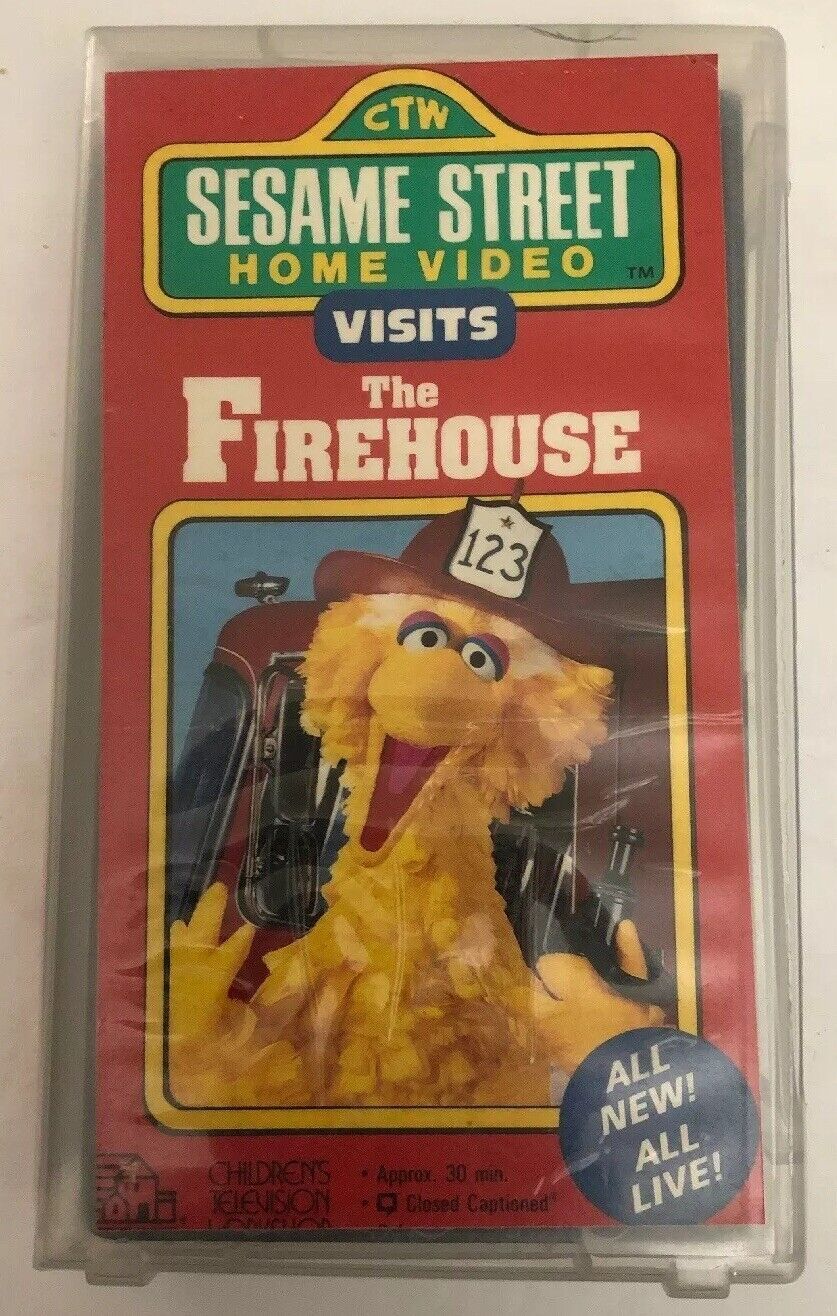 CTW
SESAME STREET
HOME VIDEO TM
VISITS
The
FIREHOUSE
123
ALL
NEW!
ALL
LIVE!
CHILDREN'S
TELEVISION
WORKSHOP
• Approx. 30 min.
• Closed Captioned